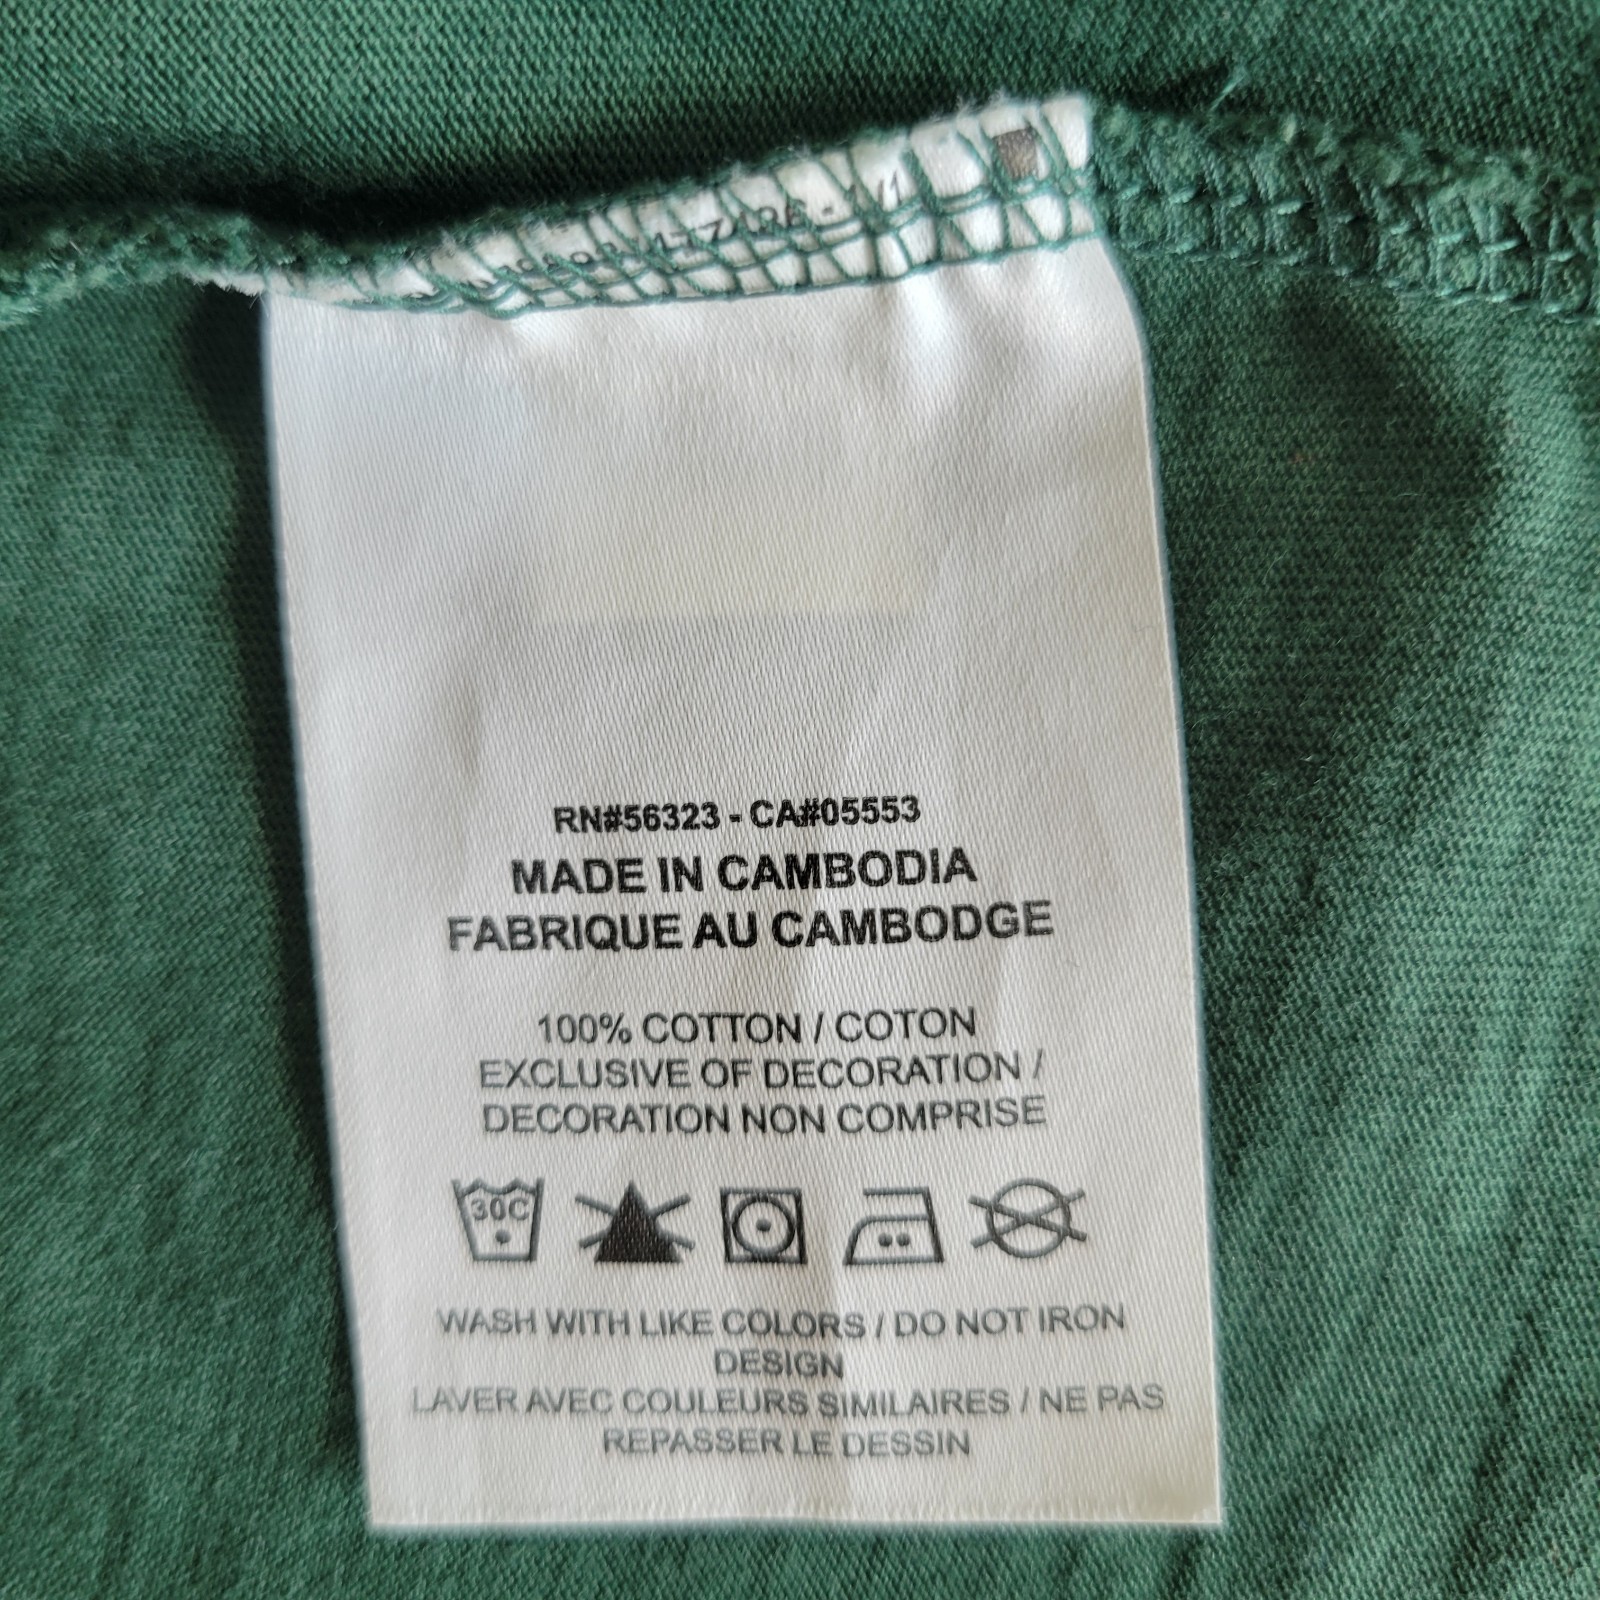 RN#56323 - CA#05553
MADE IN CAMBODIA
FABRIQUE AU CAMBODGE
100% COTTON / COTON
EXCLUSIVE OF DECORATION /
DECORATION NON COMPRISE
30C
WASH WITH LIKE COLORS / DO NOT IRON
DESIGN
LAVER AVEC COULEURS SIMILAIRES / NE PAS
REPASSER LE DESSIN